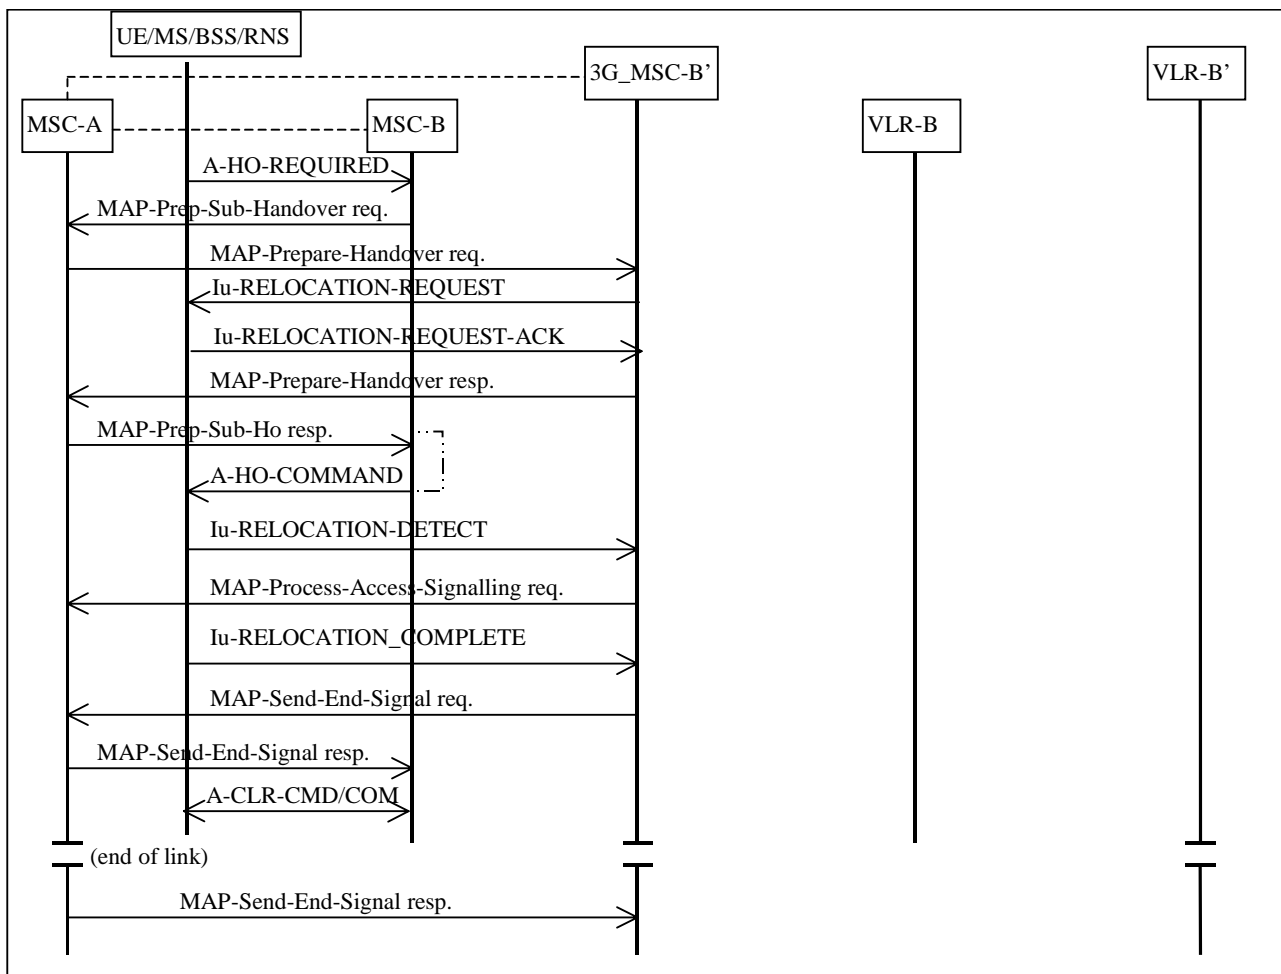 UE/MS/BSS/RNS
3G_MSC-B’
VLR-B’
MSC-A
MSC-B
VLR-B
A-HO-REQUIRED
MAP-Prep-Sub-Handover req.
MAP-Prepare-Handover req.
Iu-RELOCATION-REQUEST
Iu-RELOCATION-REQUEST-ACK
MAP-Prepare-Handover resp.
MAP-Prep-Sub-Ho resp.
A-HO-COMMAND
Iu-RELOCATION-DETECT
MAP-Process-Access-Signalling req.
Iu-RELOCATION_COMPLETE
MAP-Send-End-Signal req.
MAP-Send-End-Signal resp.
A-CLR-CMD/COM
(end of link)
MAP-Send-End-Signal resp.